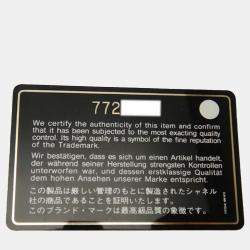 772
We certify the authenticity of this item and confirm
that it has been subjected to the most exacting quality
control. Its high quality is a symbol of the fine reputation
of the Trademark.
Wir bestätigen, dass es sich um einen Artikel handelt,
der während seiner Herstellung strengsten Kontrollen
unterworfen war, und dessen erstklassige Qualität
dem hohen Ansehen unserer Marke entspricht.
この製品は厳しい管理のもとに製造されたシャネル
社の商品であることを証明いたします。
このブランド・マークは最高級品質の象徴です。